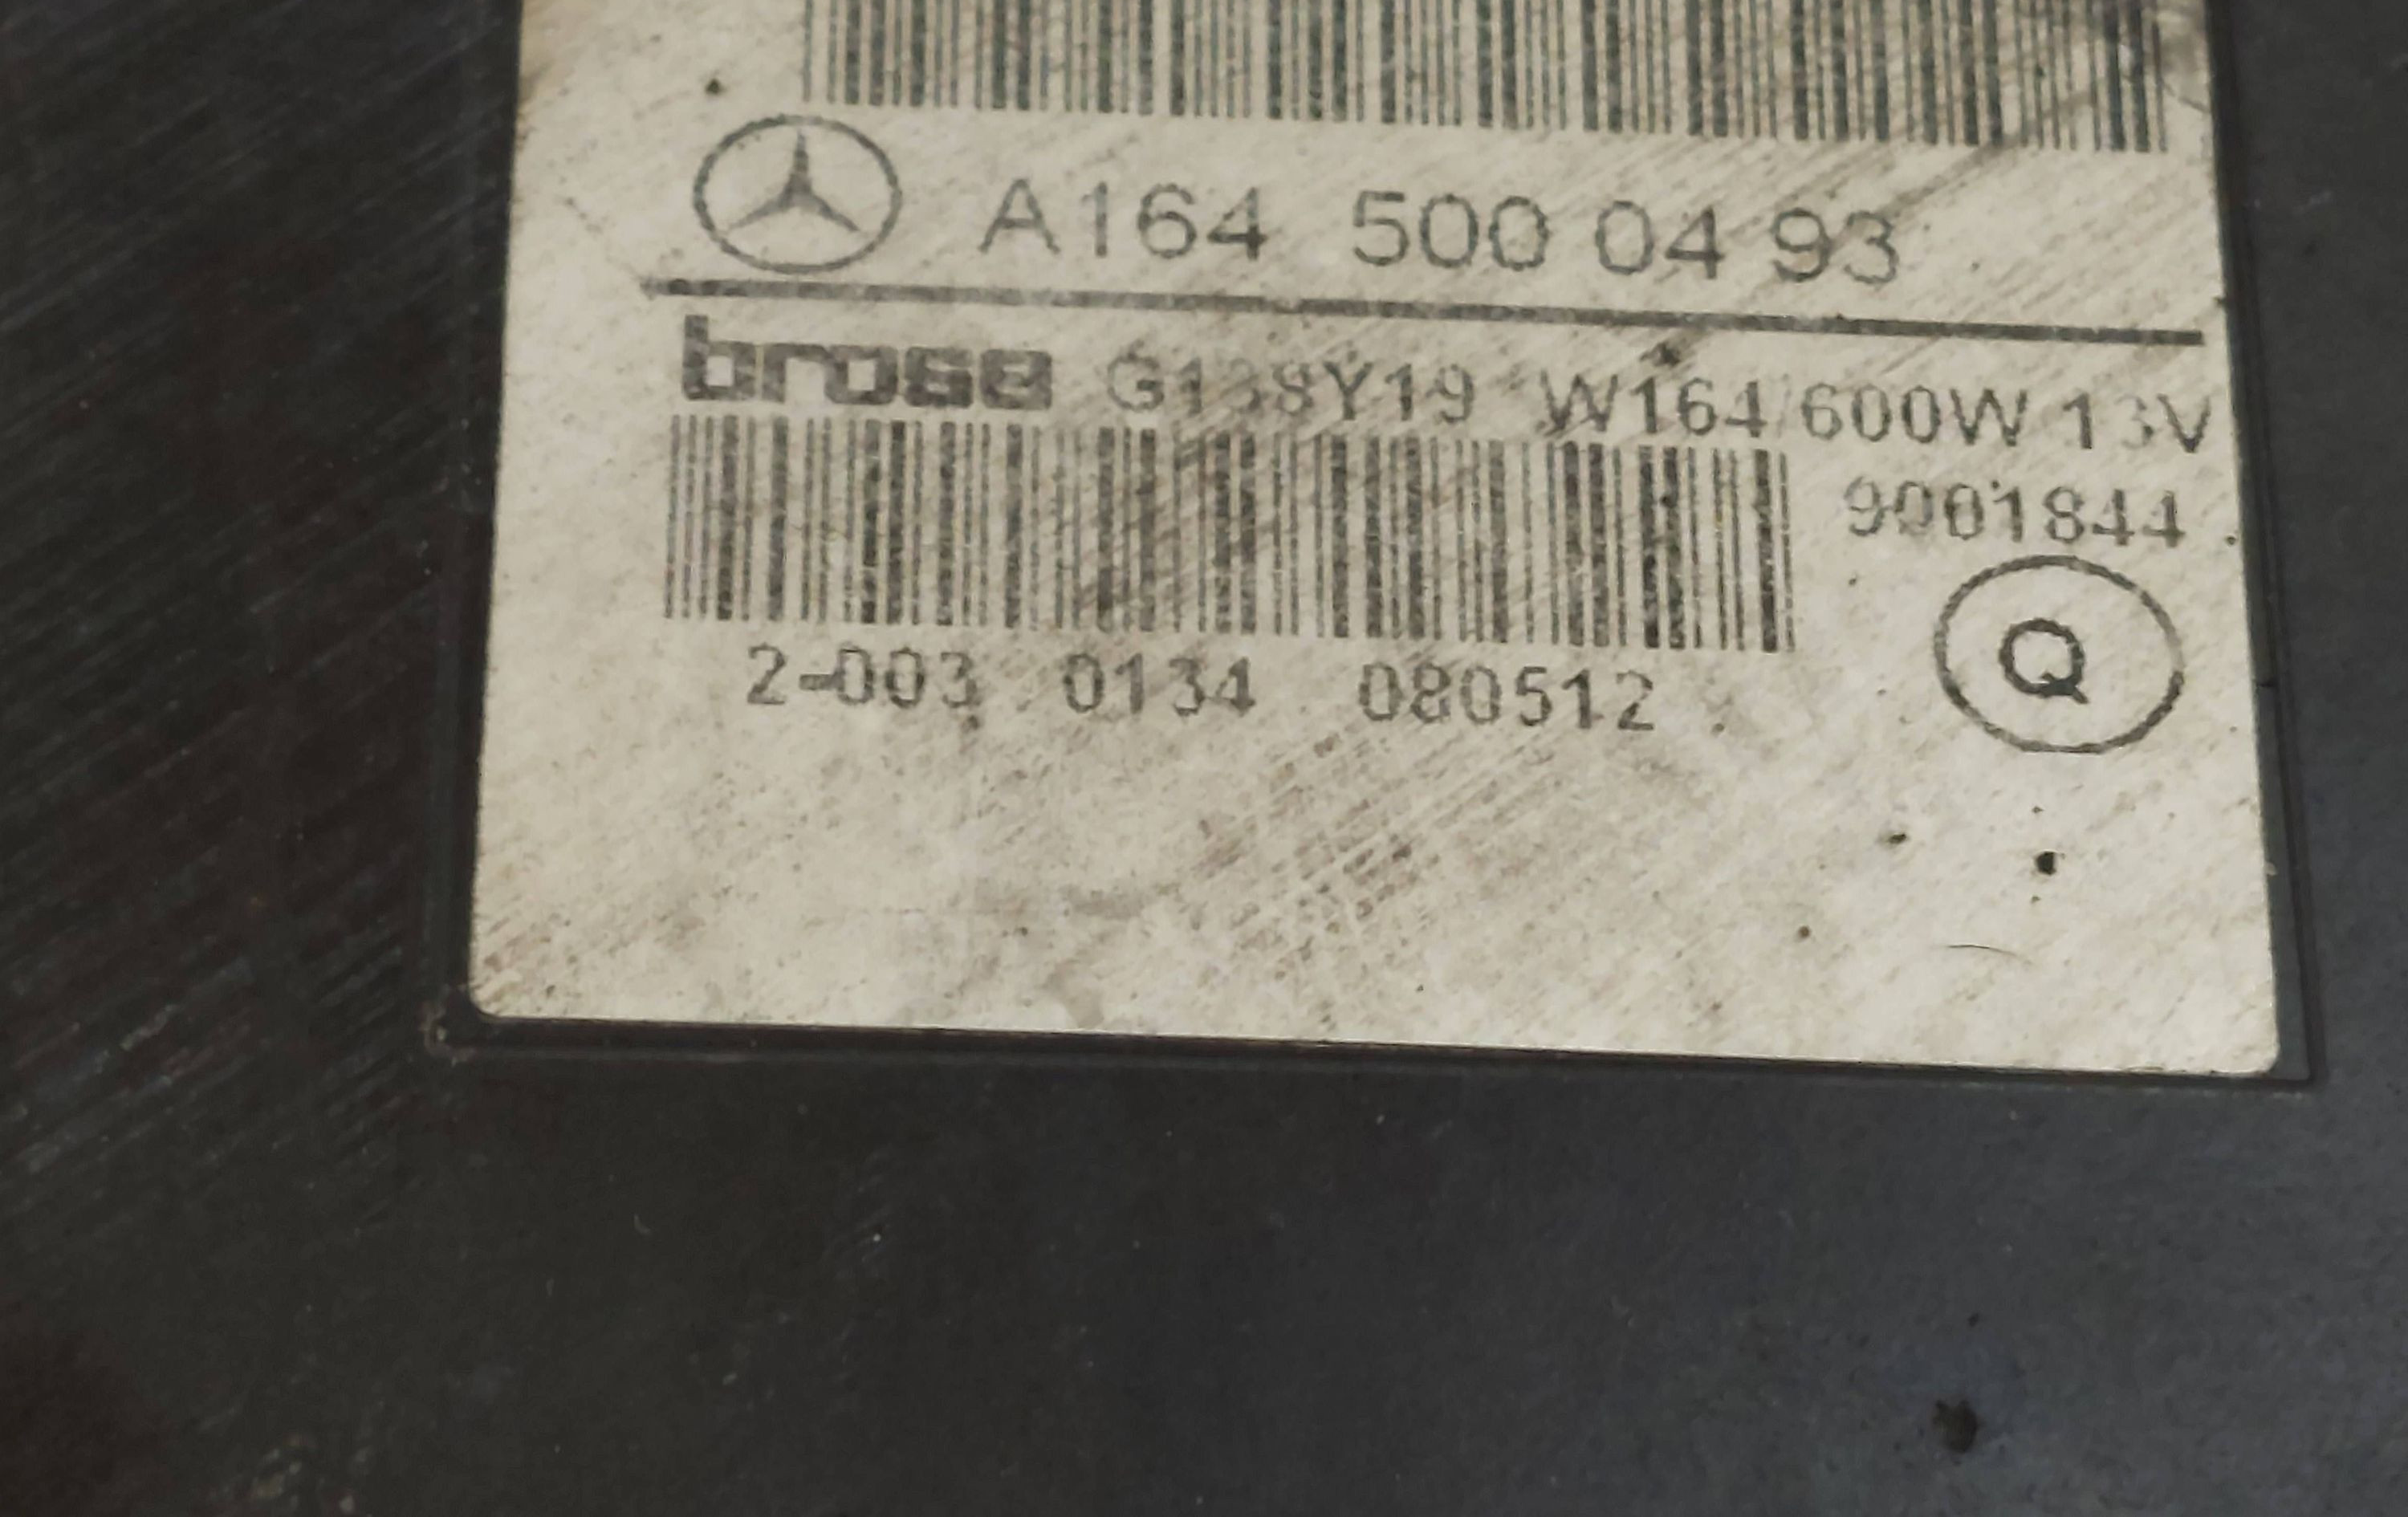 A164 500 04 93
brose G138Y19 W164/600W 13V
9001844
Q
2-003 0134 080512